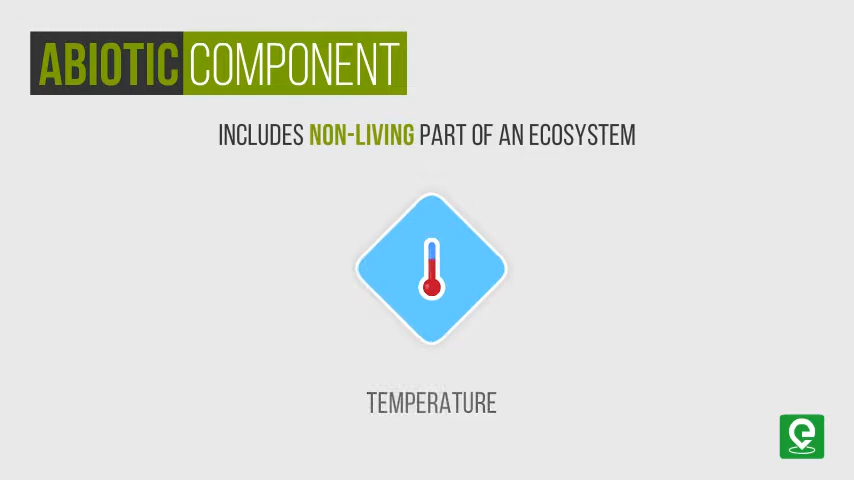 ABIOTIC COMPONENT
INCLUDES NON-LIVING PART OF AN ECOSYSTEM
TEMPERATURE